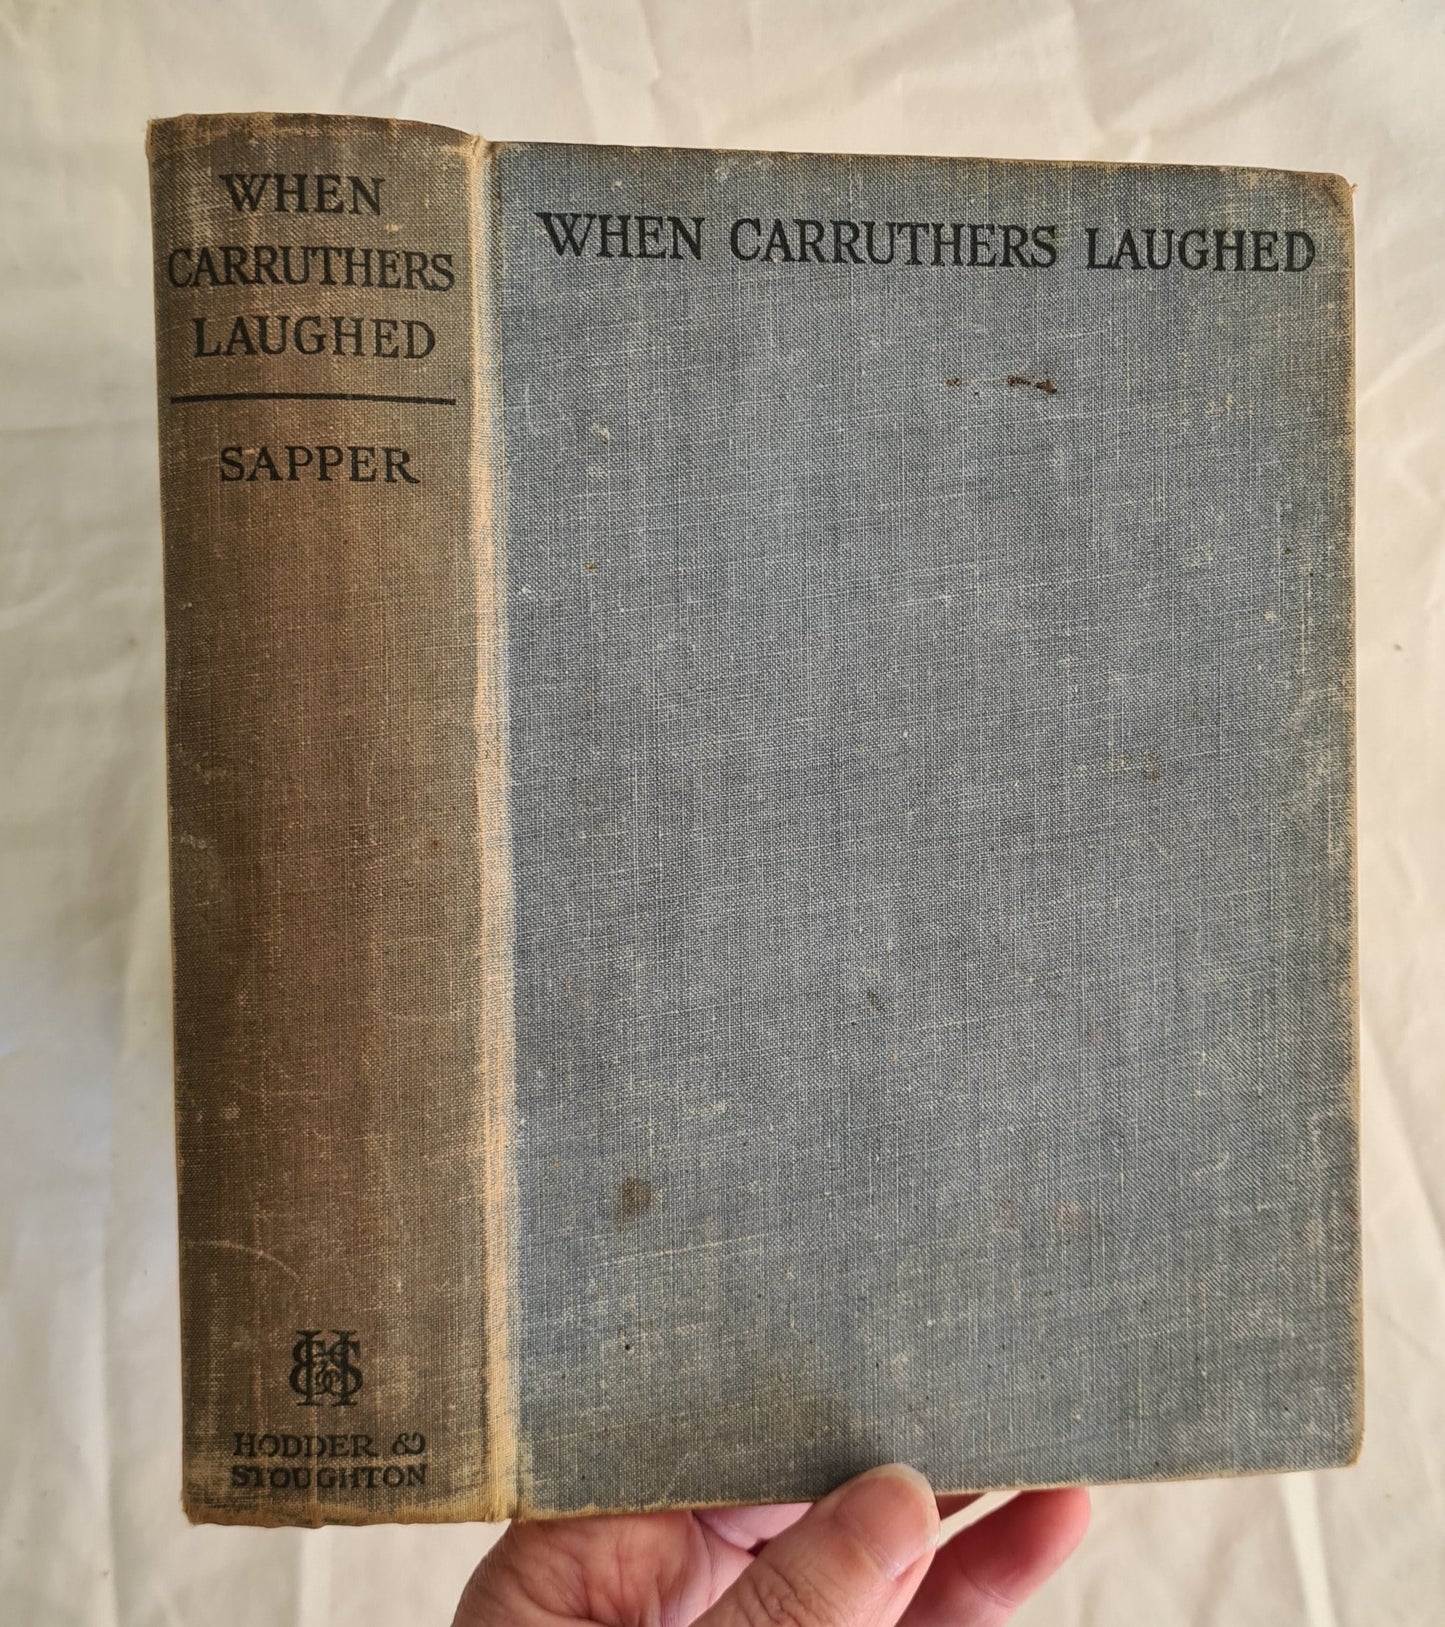 WHEN
CARRUTHERS
LAUGHED
SAPPER
H&S
HODDER &
STOUGHTON
WHEN CARRUTHERS LAUGHED